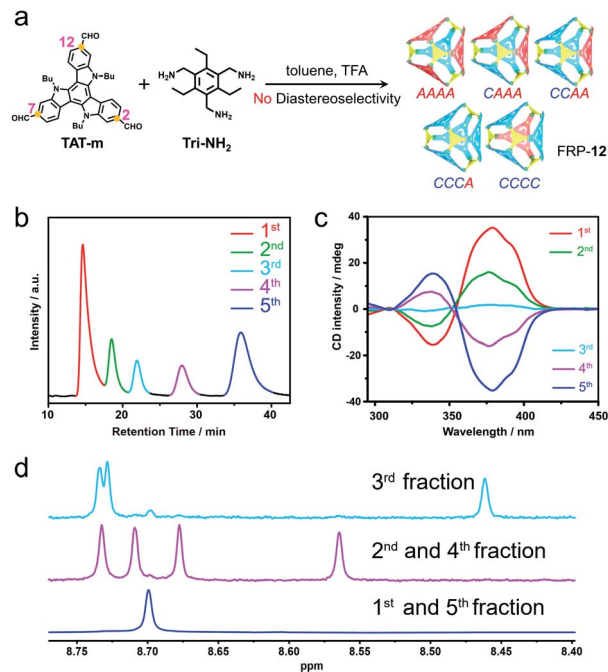 a
12 CHO
N Bu
Bu N
7
OHC
N
Bu
2
CHO
TAT-m
+
NH₂
H₂N
NH₂
Tri-NH₂
toluene, TFA
No Diastereoselectivity
AAAA CAAA CCAA
CCCA CCCC
FRP-12
b
Intensity / a.u.
1st
2nd
3rd
4th
5th
10 20 30 40
Retention Time / min
c
CD intensity / mdeg
40
20
0
-20
-40
1st
2nd
3rd
4th
5th
300 350 400 450
Wavelength / nm
d
3rd fraction
2nd and 4th fraction
1st and 5th fraction
8.75 8.70 8.65 8.60 8.55 8.50 8.45 8.40
ppm